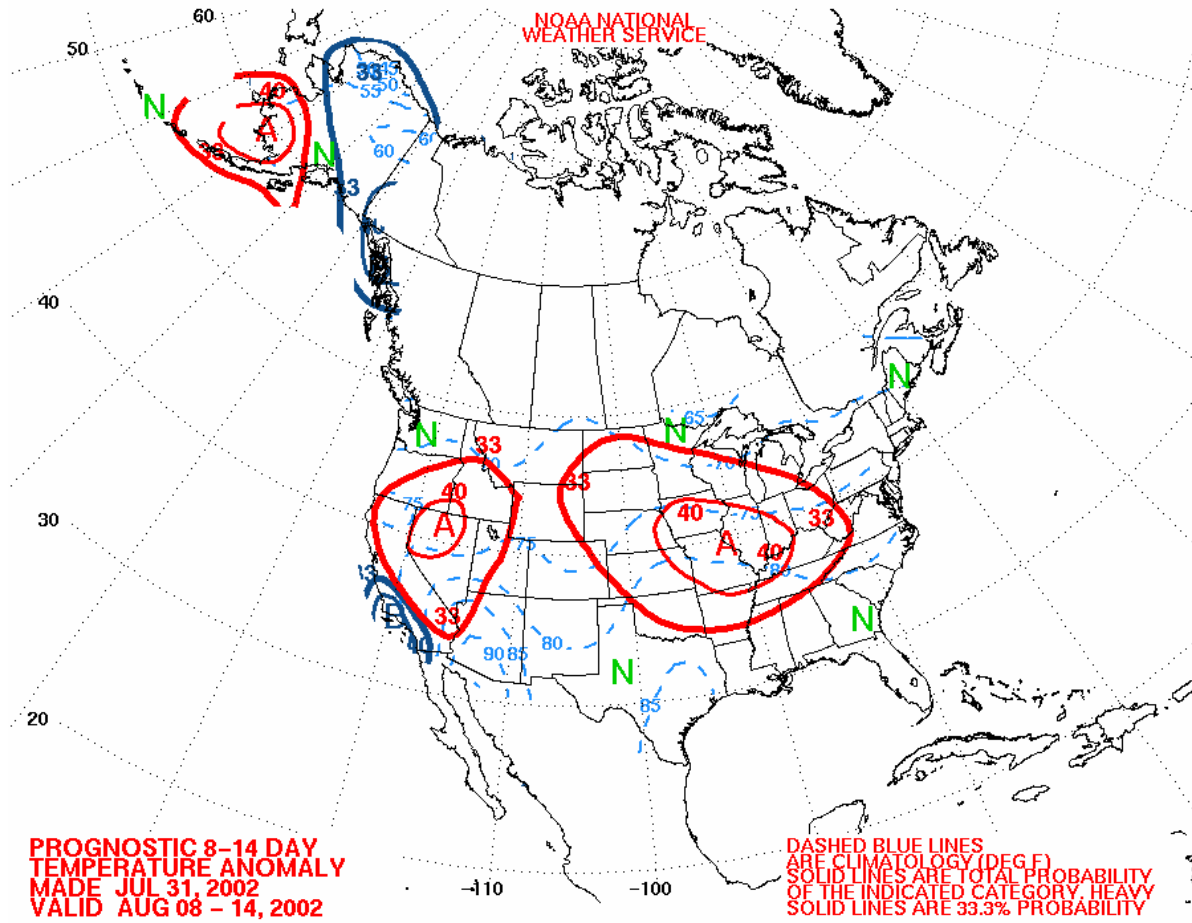 NOAA NATIONAL
WEATHER SERVICE
60
50
40
30
20
-110
-100
N
40
A
33
N
33
50
55
60
60
33
N
33
40
A
75
75
33
B
40
90
85
80
N
65
70
33
40
A
40
75
33
80
N
N
N
85
PROGNOSTIC 8-14 DAY
TEMPERATURE ANOMALY
MADE JUL 31, 2002
VALID AUG 08 - 14, 2002
DASHED BLUE LINES
ARE CLIMATOLOGY (DEG F)
SOLID LINES ARE TOTAL PROBABILITY
OF THE INDICATED CATEGORY. HEAVY
SOLID LINES ARE 33.3% PROBABILITY